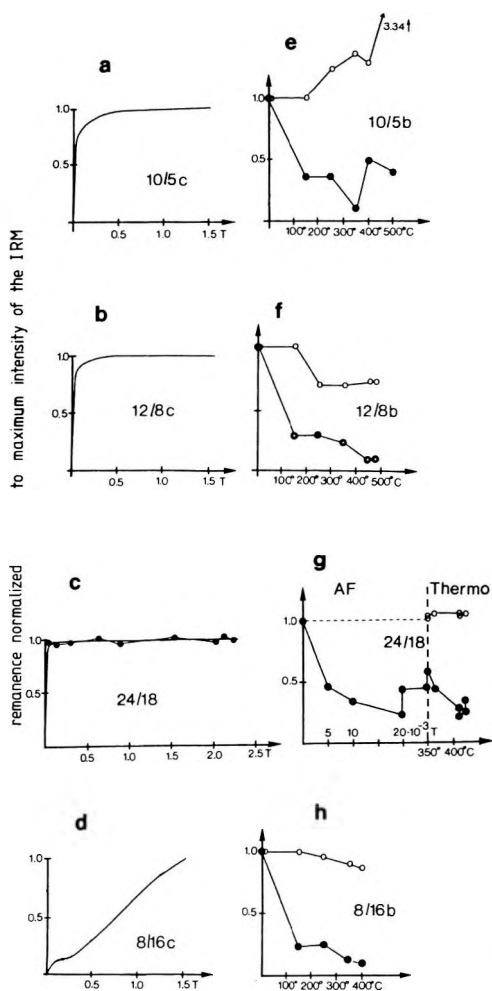 a
1.0
0.5
10/5c
0.5 1.0 1.5 T
e
3.34↑
1.0
0.5
10/5b
100° 200° 300° 400° 500°C
b
1.0
0.5
12/8c
0.5 1.0 1.5 T
f
12/8b
100° 200° 300° 400° 500°C
c
1.0
0.5
24/18
0.5 1.0 1.5 2.0 2.5 T
g
AF Thermo
1.0
0.5
24/18
5 10 20·10⁻³ T
350° 400°C
d
1.0
0.5
8/16c
0.5 1.0 1.5 T
h
1.0
0.5
8/16b
100° 200° 300° 400°C
remanence normalized
to maximum intensity of the IRM